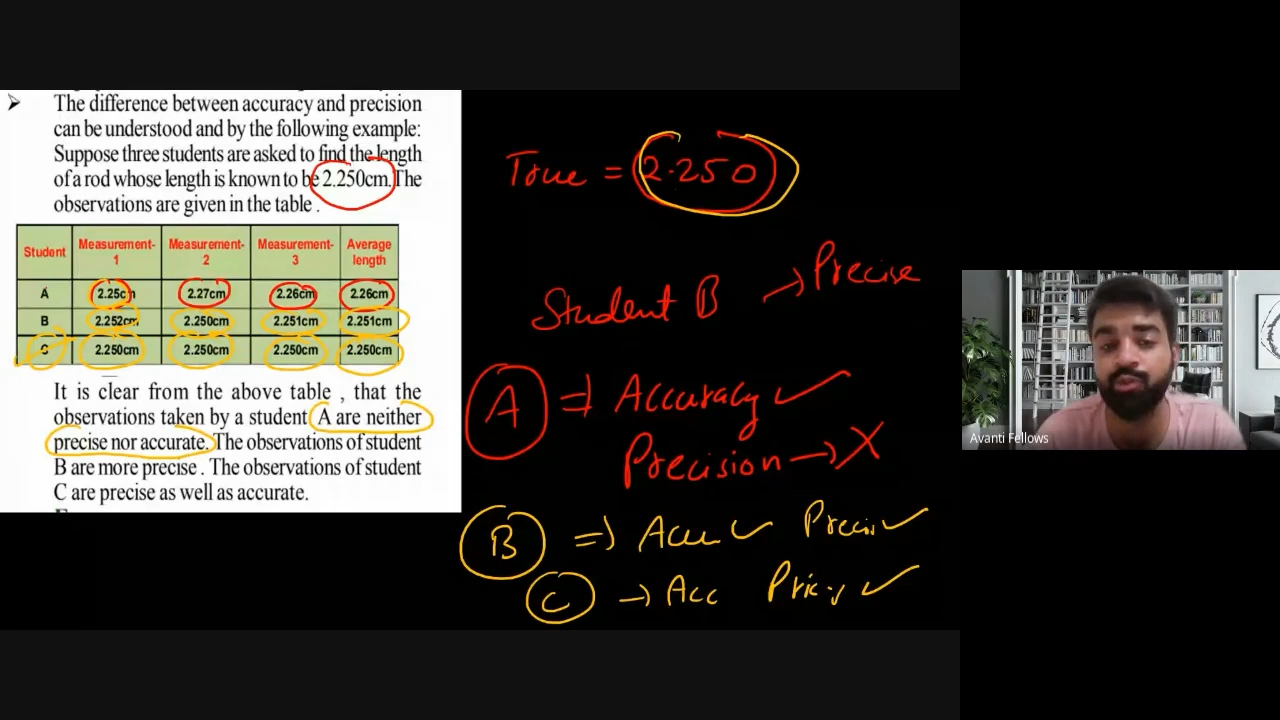 The difference between accuracy and precision
can be understood and by the following example:
Suppose three students are asked to find the length
of a rod whose length is known to be 2.250cm. The
observations are given in the table .
Student Measurement-1 Measurement-2 Measurement-3 Average length
A 2.25cm 2.27cm 2.26cm 2.26cm
B 2.252cm 2.250cm 2.251cm 2.251cm
C 2.250cm 2.250cm 2.250cm 2.250cm
It is clear from the above table , that the
observations taken by a student A are neither
precise nor accurate. The observations of student
B are more precise . The observations of student
C are precise as well as accurate.
True = 2.250
Student B → Precise
A ⇒ Accuracy ✓
Precision → X
B ⇒ Accu ✓ Precis ✓
C → Acc ✓
Avanti Fellows